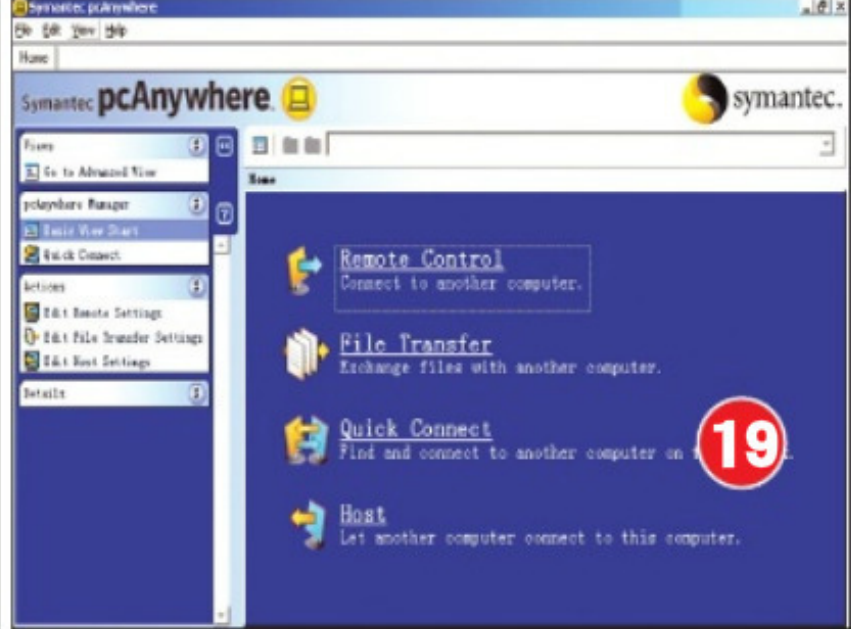 Symantec pcAnywhere
File Edit View Help
Home
Symantec pcAnywhere.
symantec.
Views
Go to Advanced View
pcAnywhere Manager
Basic View Start
Quick Connect
Actions
Edit Remote Settings
Edit File Transfer Settings
Edit Host Settings
Details
Home
Remote Control
Connect to another computer.
File Transfer
Exchange files with another computer.
Quick Connect
Find and connect to another computer on
19
Host
Let another computer connect to this computer.